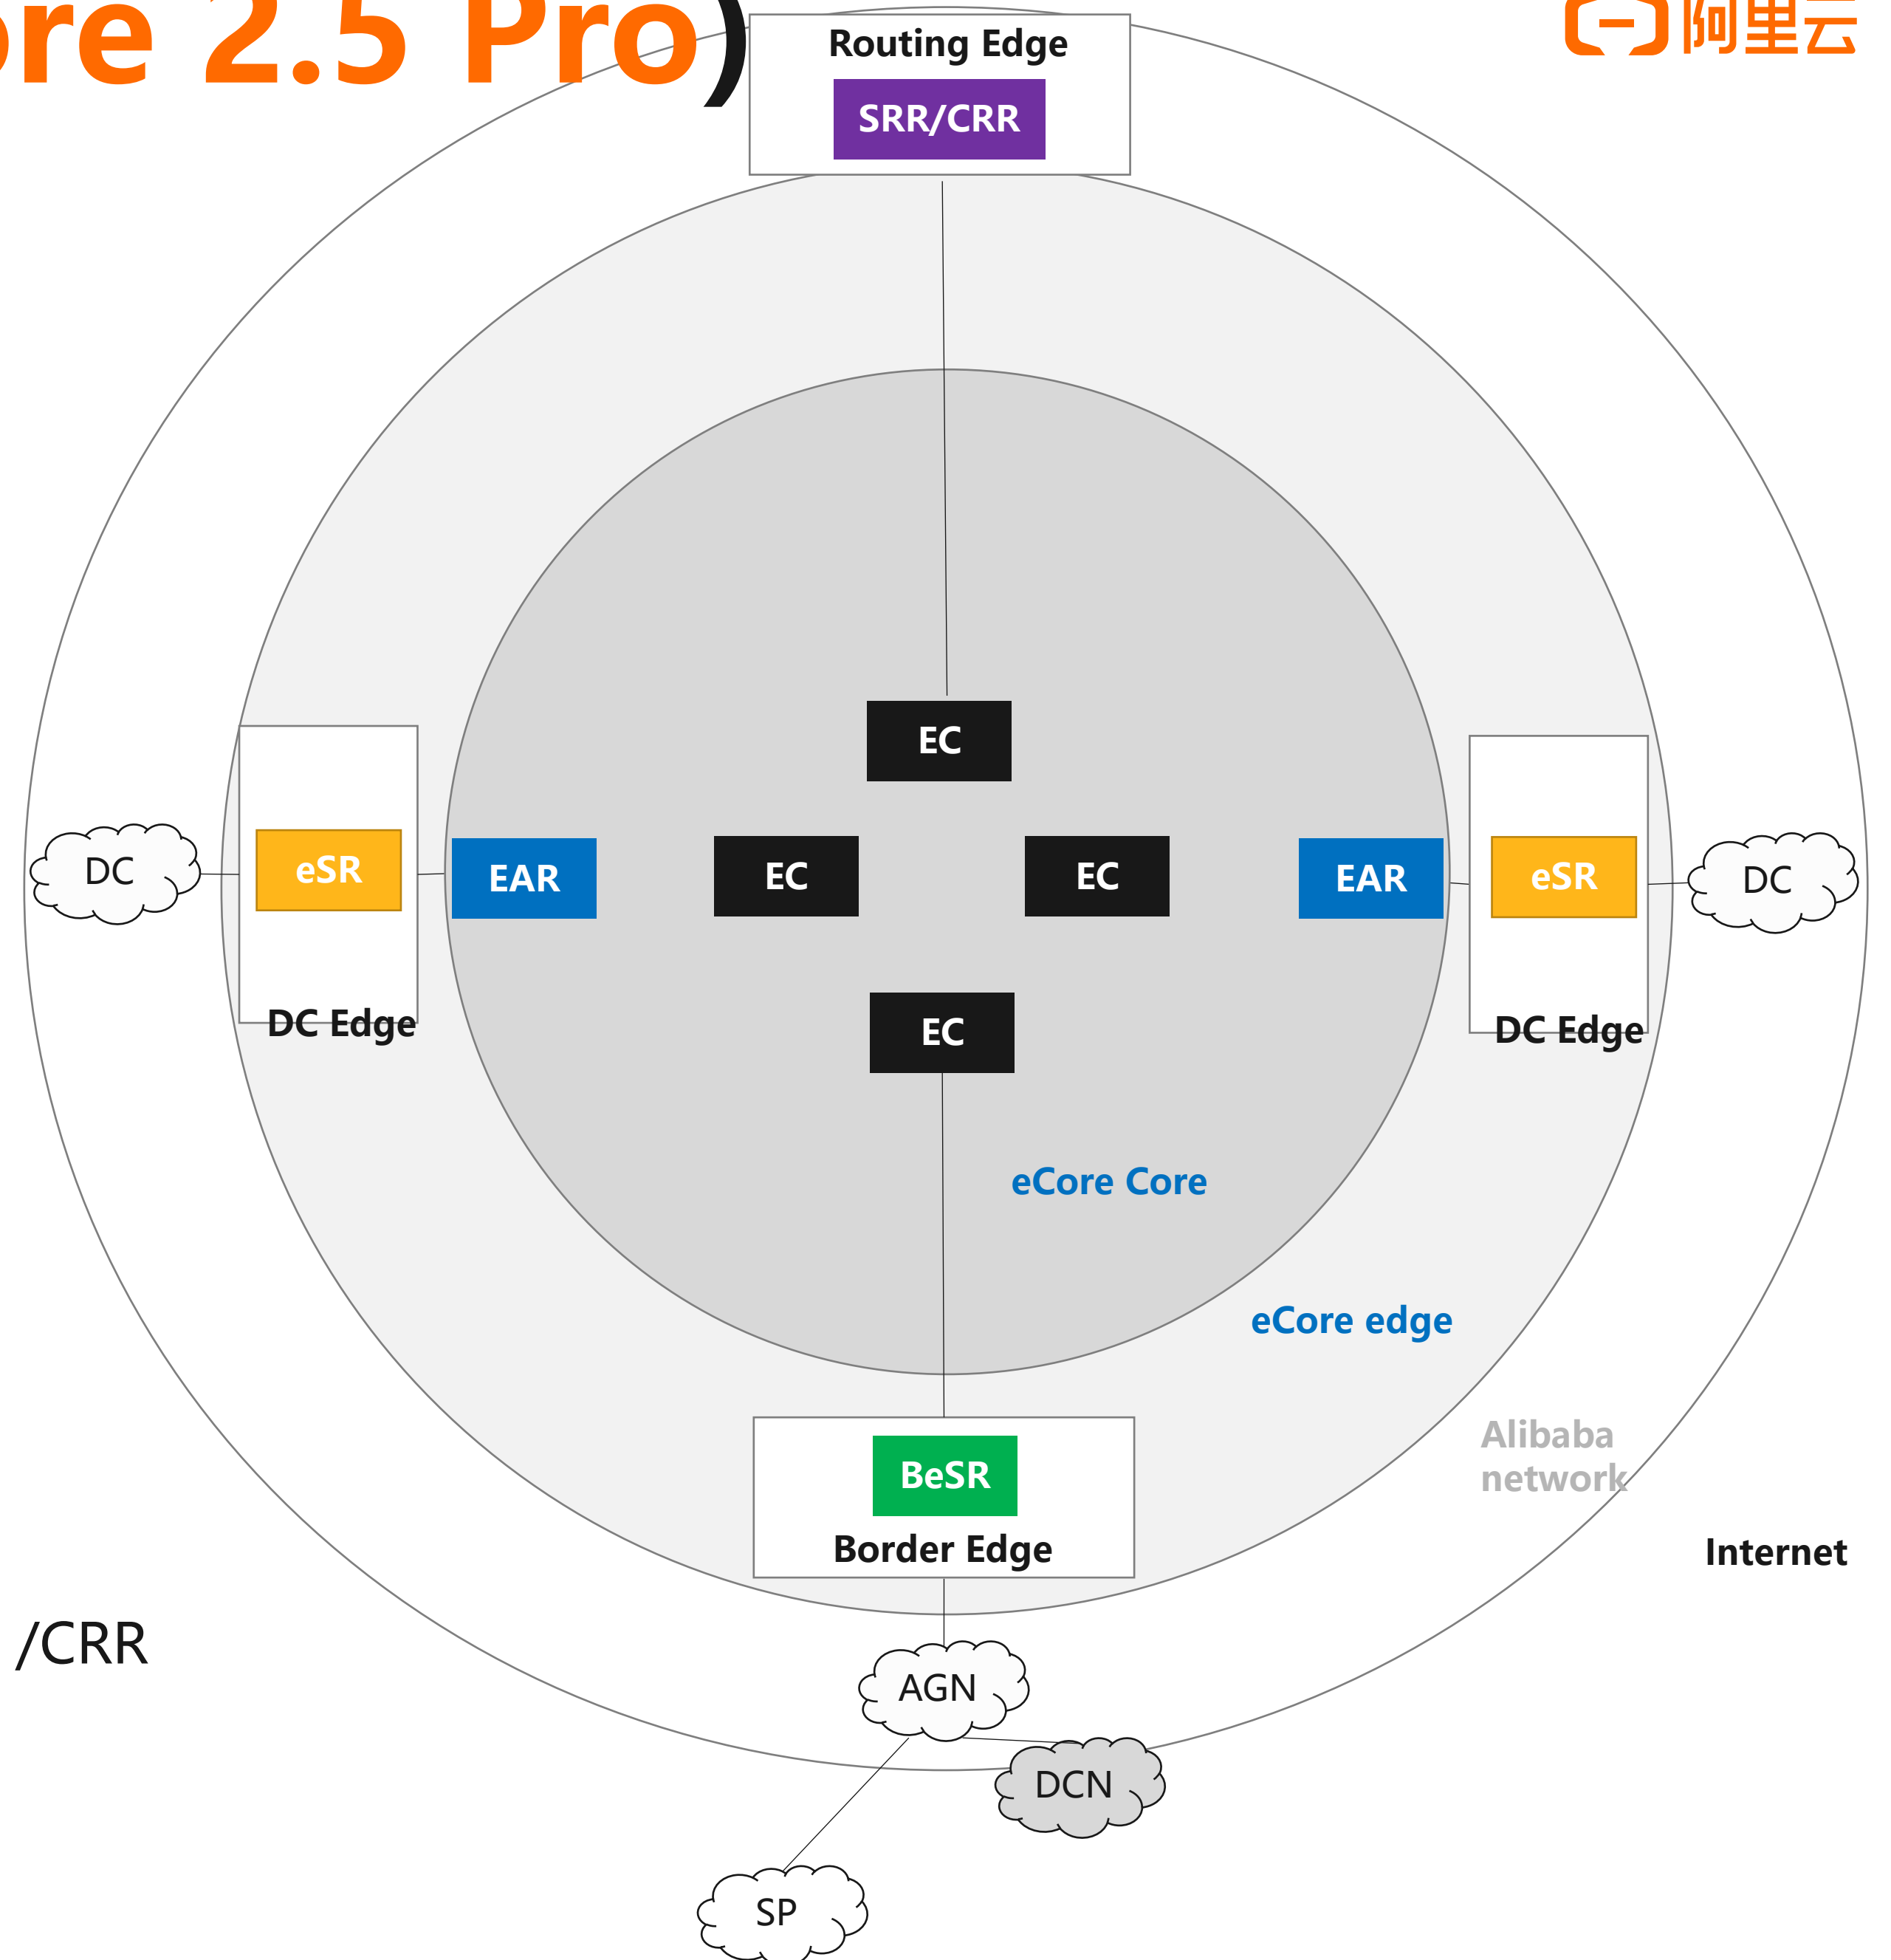 ore 2.5 Pro)
阿里云
Routing Edge
SRR/CRR
EC
DC
eSR
EAR
EC
EC
EAR
eSR
DC
DC Edge
EC
DC Edge
eCore Core
eCore edge
Alibaba
network
BeSR
Border Edge
Internet
/CRR
AGN
DCN
SP